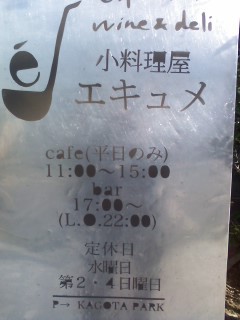 wine & deli
é
小料理屋
エキュメ
cafe(平日のみ)
11:00〜15:00
bar
17:00〜
(L.O.22:00)
定休日
水曜日
第2・4日曜日
P→ KAGOTA PARK